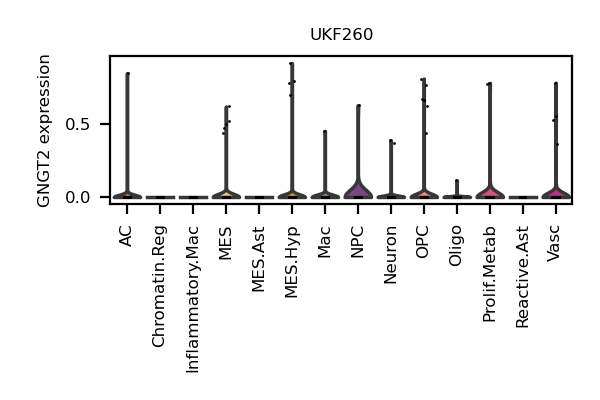 UKF260
GNGT2 expression
0.5
0.0
AC
Chromatin.Reg
Inflammatory.Mac
MES
MES.Ast
MES.Hyp
Mac
NPC
Neuron
OPC
Oligo
Prolif.Metab
Reactive.Ast
Vasc